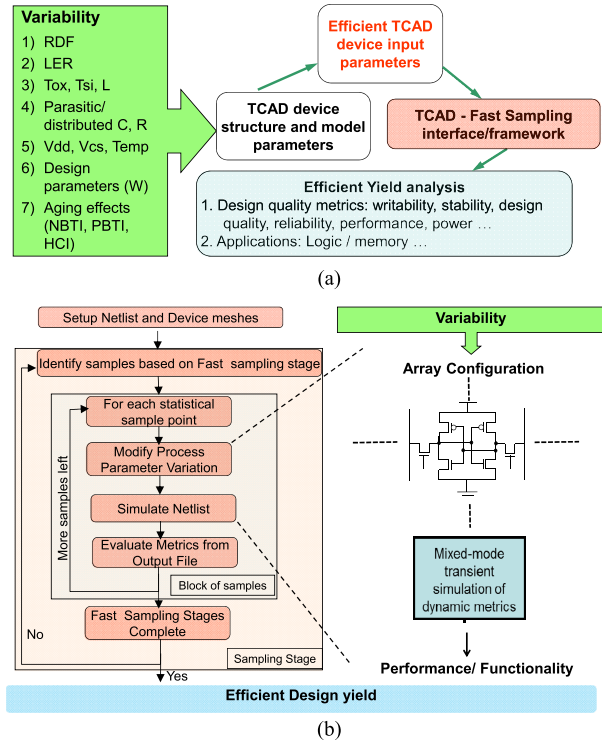 Variability
1) RDF
2) LER
3) Tox, Tsi, L
4) Parasitic/
distributed C, R
5) Vdd, Vcs, Temp
6) Design
parameters (W)
7) Aging effects
(NBTI, PBTI,
HCI)
Efficient TCAD
device input
parameters
TCAD device
structure and model
parameters
TCAD - Fast Sampling
interface/framework
Efficient Yield analysis
1. Design quality metrics: writability, stability, design
quality, reliability, performance, power ...
2. Applications: Logic / memory ...
(a)
Setup Netlist and Device meshes
Identify samples based on Fast sampling stage
For each statistical
sample point
Modify Process
Parameter Variation
Simulate Netlist
Evaluate Metrics from
Output File
More samples left
Block of samples
Fast Sampling Stages
Complete
No
Sampling Stage
Yes
Variability
Array Configuration
Mixed-mode
transient
simulation of
dynamic metrics
Performance/ Functionality
Efficient Design yield
(b)